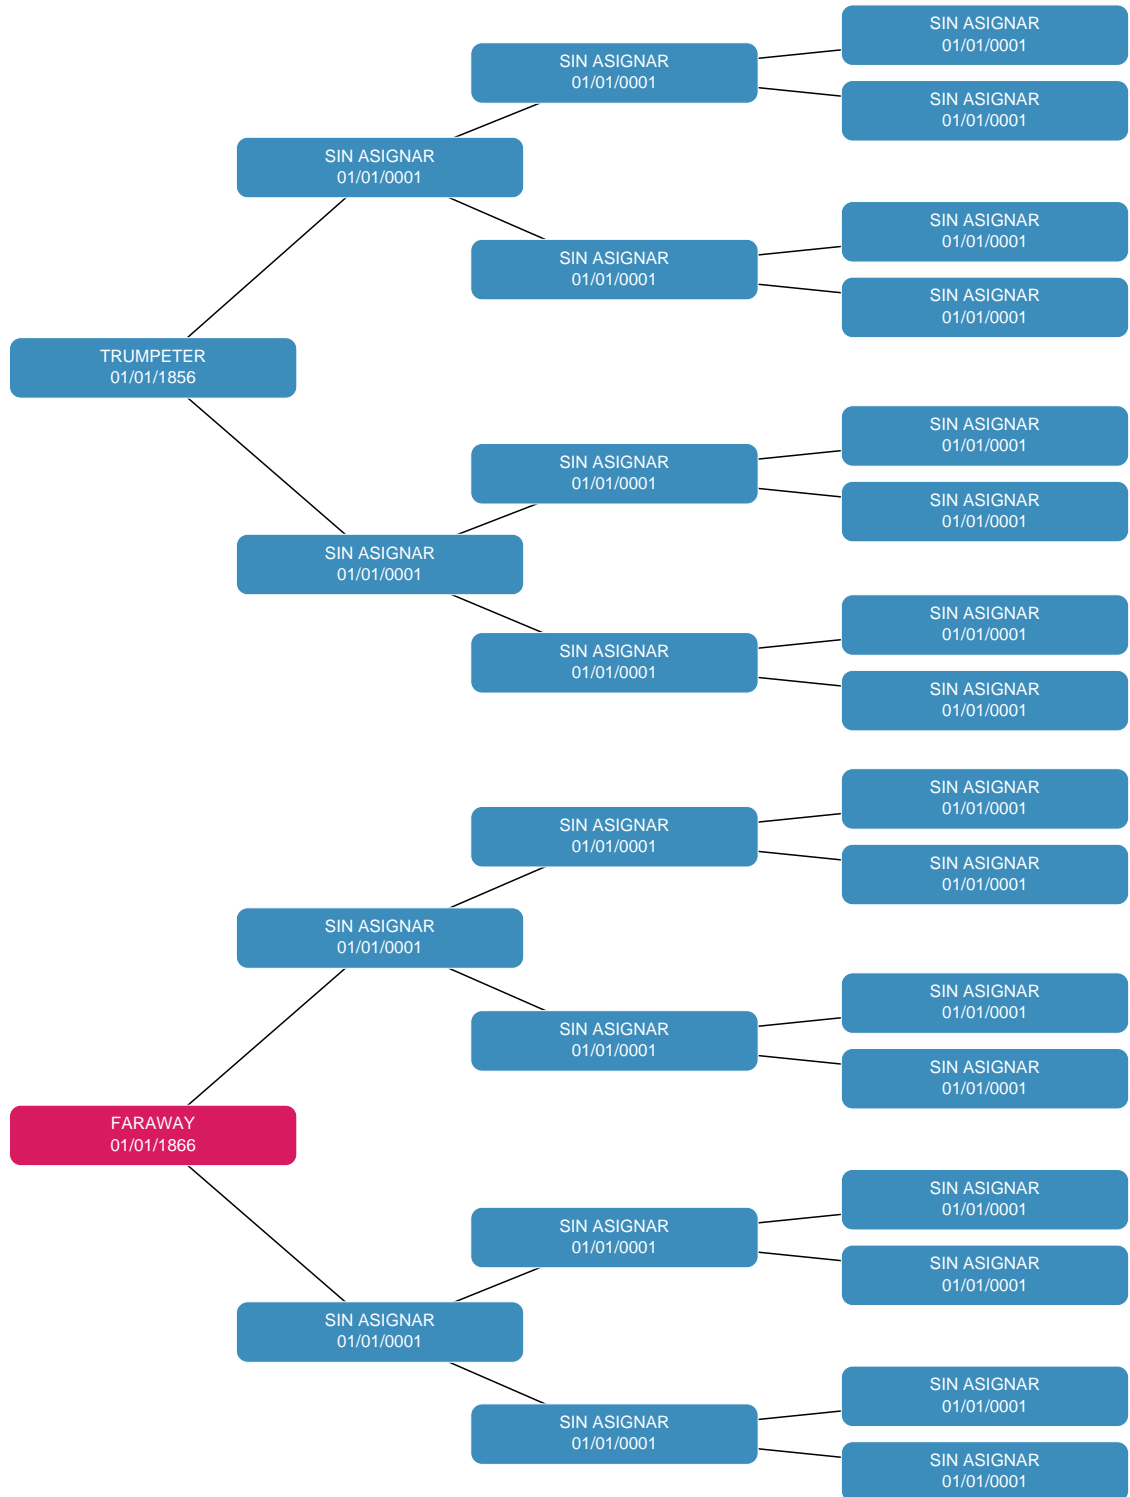 SIN ASIGNAR
01/01/0001
SIN ASIGNAR
01/01/0001
SIN ASIGNAR
01/01/0001
SIN ASIGNAR
01/01/0001
SIN ASIGNAR
01/01/0001
SIN ASIGNAR
01/01/0001
SIN ASIGNAR
01/01/0001
TRUMPETER
01/01/1856
SIN ASIGNAR
01/01/0001
SIN ASIGNAR
01/01/0001
SIN ASIGNAR
01/01/0001
SIN ASIGNAR
01/01/0001
SIN ASIGNAR
01/01/0001
SIN ASIGNAR
01/01/0001
SIN ASIGNAR
01/01/0001
SIN ASIGNAR
01/01/0001
SIN ASIGNAR
01/01/0001
SIN ASIGNAR
01/01/0001
SIN ASIGNAR
01/01/0001
SIN ASIGNAR
01/01/0001
SIN ASIGNAR
01/01/0001
SIN ASIGNAR
01/01/0001
FARAWAY
01/01/1866
SIN ASIGNAR
01/01/0001
SIN ASIGNAR
01/01/0001
SIN ASIGNAR
01/01/0001
SIN ASIGNAR
01/01/0001
SIN ASIGNAR
01/01/0001
SIN ASIGNAR
01/01/0001
SIN ASIGNAR
01/01/0001